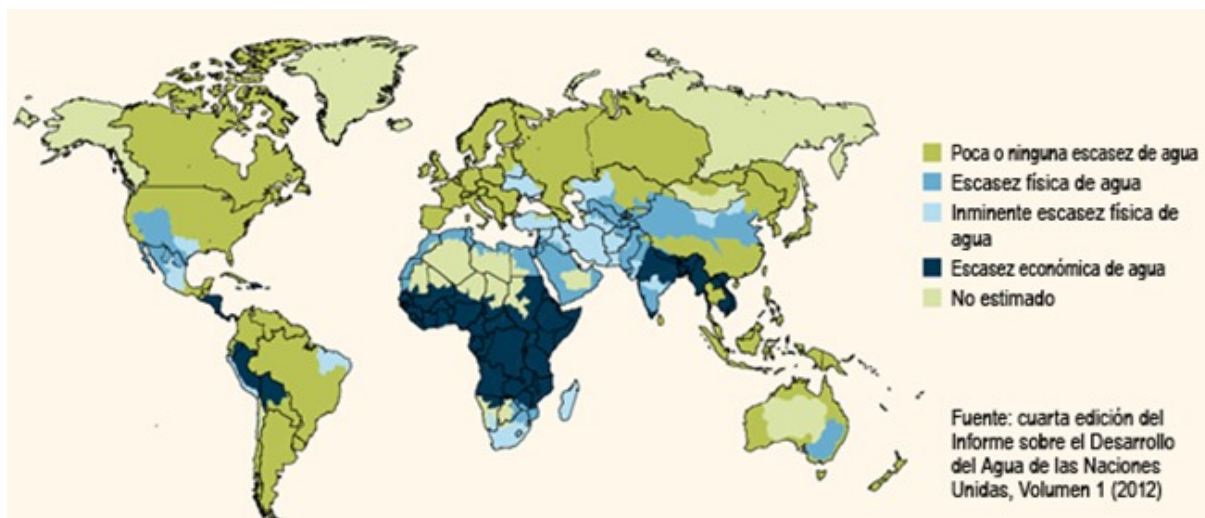 Poca o ninguna escasez de agua
Escasez física de agua
Inminente escasez física de
agua
Escasez económica de agua
No estimado
Fuente: cuarta edición del
Informe sobre el Desarrollo
del Agua de las Naciones
Unidas, Volumen 1 (2012)